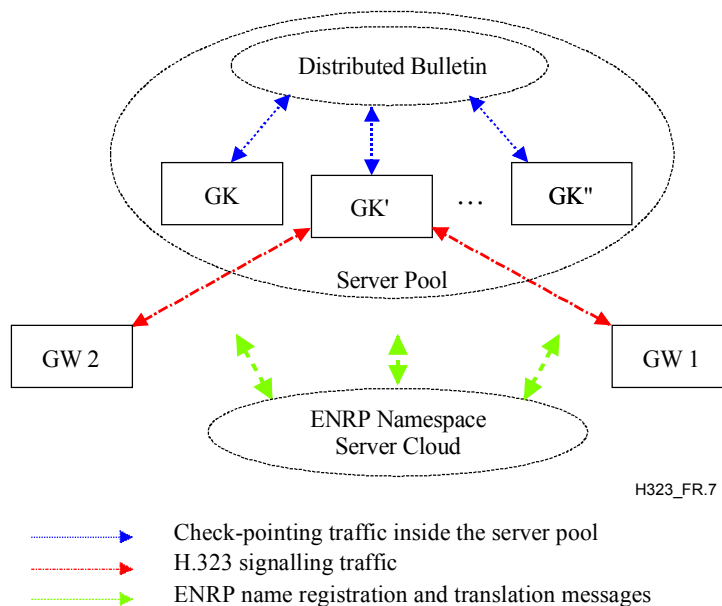 Distributed Bulletin
GK
GK'
…
GK"
Server Pool
GW 2
GW 1
ENRP Namespace
Server Cloud
H323_FR.7
Check-pointing traffic inside the server pool
H.323 signalling traffic
ENRP name registration and translation messages